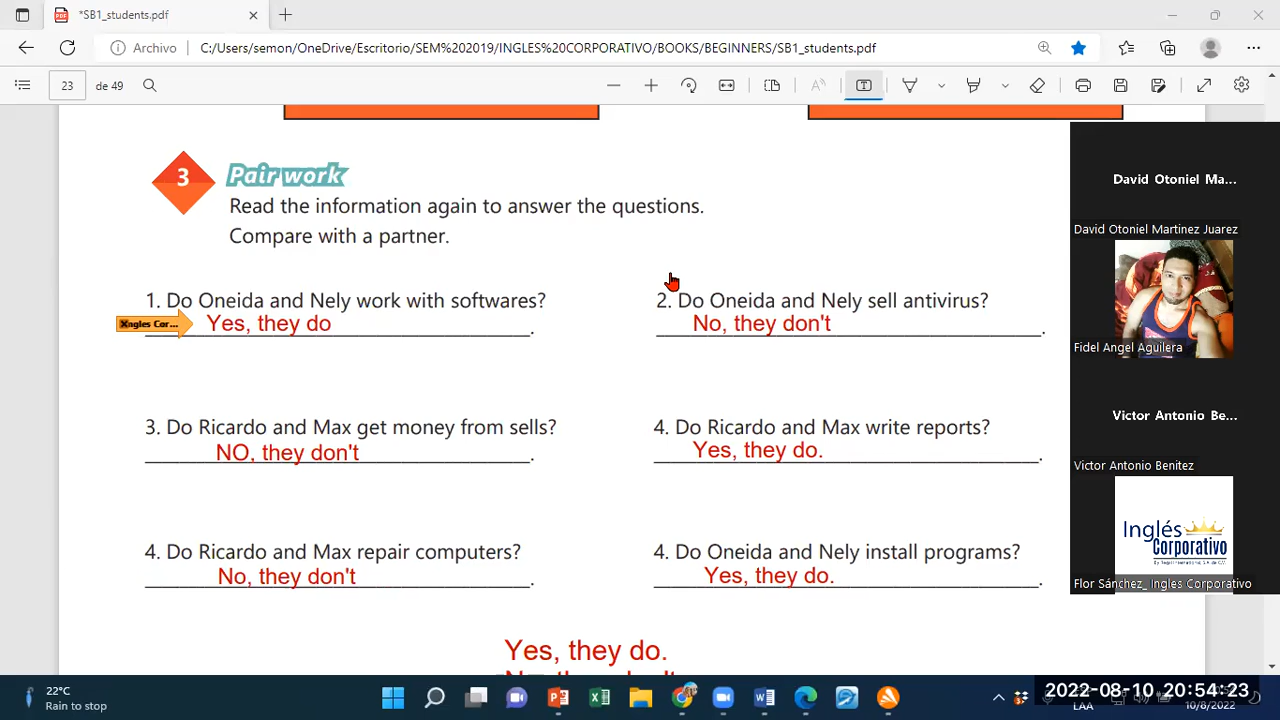 *SB1_students.pdf
Archivo
C:/Users/semon/OneDrive/Escritorio/SEM%202019/INGLES%20CORPORATIVO/BOOKS/BEGINNERS/SB1_students.pdf
23
de 49
3
Pair work
Read the information again to answer the questions.
Compare with a partner.
1. Do Oneida and Nely work with softwares?
Yes, they do
2. Do Oneida and Nely sell antivirus?
No, they don't
3. Do Ricardo and Max get money from sells?
NO, they don't
4. Do Ricardo and Max write reports?
Yes, they do.
4. Do Ricardo and Max repair computers?
No, they don't
4. Do Oneida and Nely install programs?
Yes, they do.
Yes, they do.
No, they don't
David Otoniel Ma...
David Otoniel Martinez Juarez
Fidel Angel Aguilera
Victor Antonio Be...
Victor Antonio Benitez
Inglés
Corporativo
Flor Sánchez_ Ingles Corporativo
22°C
Rain to stop
LAA
2022-08-10 20:54:23
10/8/2022